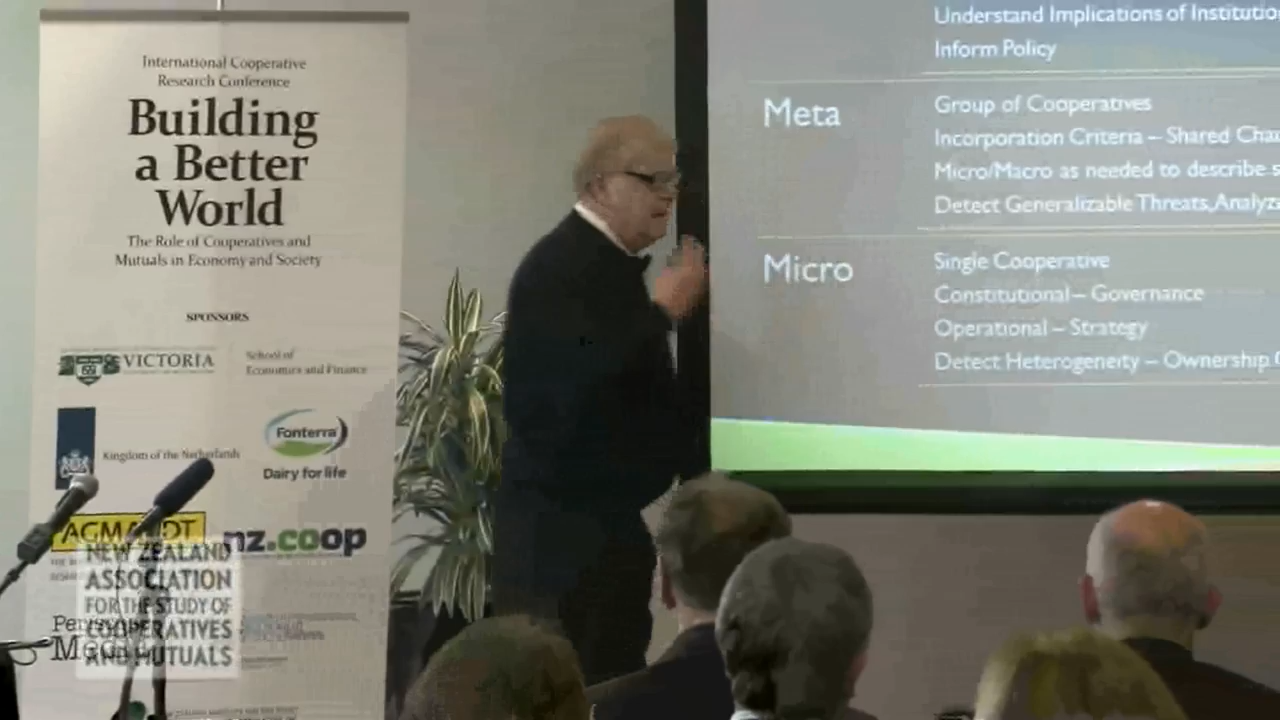 International Cooperative
Research Conference
Building
a Better
World
The Role of Cooperatives and
Mutuals in Economy and Society
SPONSORS
VICTORIA
School of
Economics and Finance
Kingdom of the Netherlands
Fonterra
Dairy for life
nz.coop
NEW ZEALAND
ASSOCIATION
FOR THE STUDY OF
COOPERATIVES
AND MUTUALS
Understand Implications of
Inform Policy
Meta
Group of Cooperatives
Incorporation Criteria – Shared
Micro/Macro as needed to describe
Detect Generalizable Threats,
Micro
Single Cooperative
Constitutional – Governance
Operational – Strategy
Detect Heterogeneity – Ownership